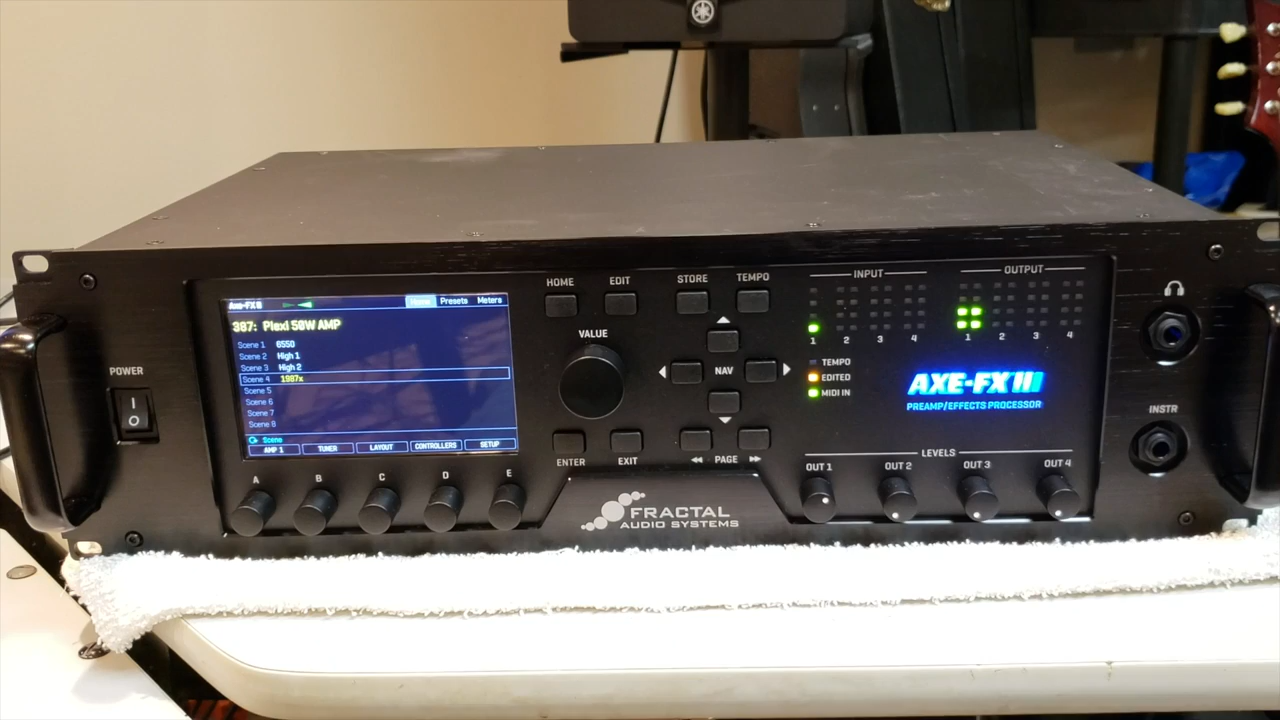 Axe-FX III Home Presets Meters
387: Plexi 50W AMP
Scene 1 6550
Scene 2 High 1
Scene 3 High 2
Scene 4 1987x
Scene 5
Scene 6
Scene 7
Scene 8
Scene
AMP 1 TUNER LAYOUT CONTROLLERS SETUP
POWER
I
O
A B C D E
HOME EDIT STORE TEMPO
VALUE
NAV
ENTER EXIT PAGE
FRACTAL
AUDIO SYSTEMS
INPUT OUTPUT
1 2 3 4 1 2 3 4
TEMPO
EDITED
MIDI IN
AXE-FX III
PREAMP/EFFECTS PROCESSOR
LEVELS
OUT 1 OUT 2 OUT 3 OUT 4
INSTR